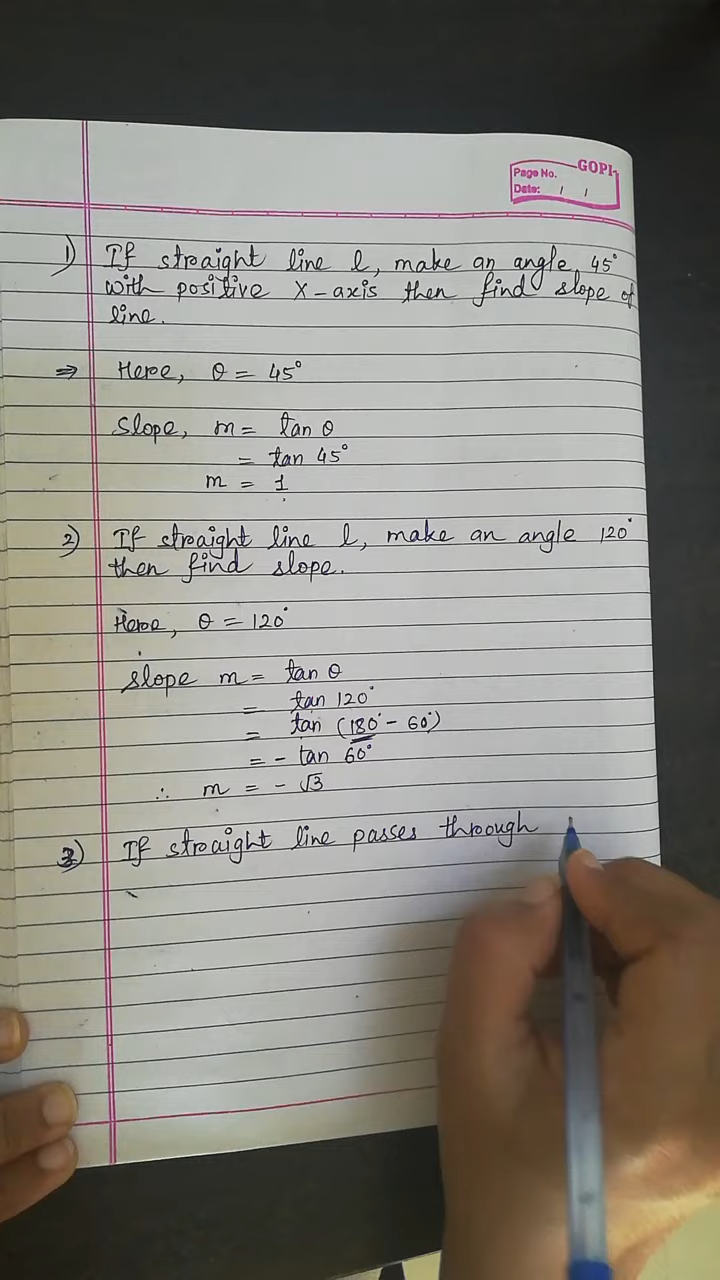 GOPI
Page No.
Date: / /
1) If straight line l, make an angle 45°
with positive X-axis then find slope of
line.
⇒ Here, θ = 45°
Slope, m = tan θ
= tan 45°
m = 1
2) If straight line l, make an angle 120°
then find slope.
Here, θ = 120°
slope m = tan θ
= tan 120°
= tan (180° - 60°)
= - tan 60°
∴ m = - √3
3) If straight line passes through